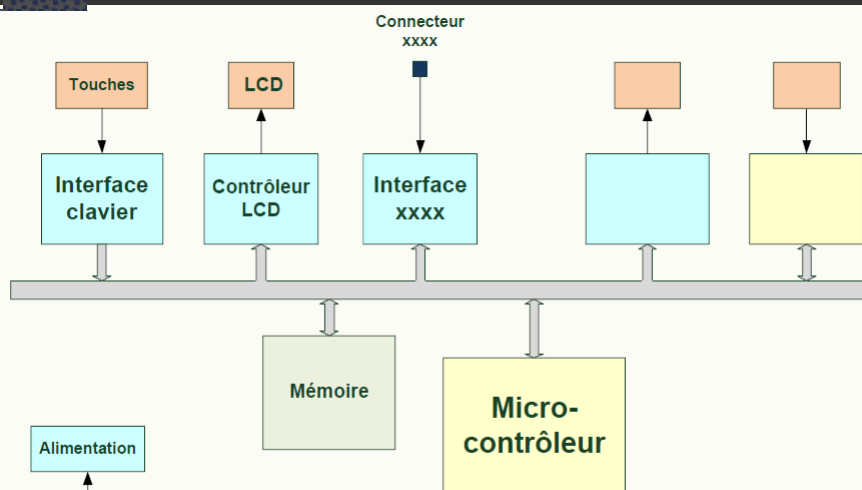 Connecteur
xxxx
Touches
LCD
Interface
clavier
Contrôleur
LCD
Interface
xxxx
Mémoire
Micro-
contrôleur
Alimentation